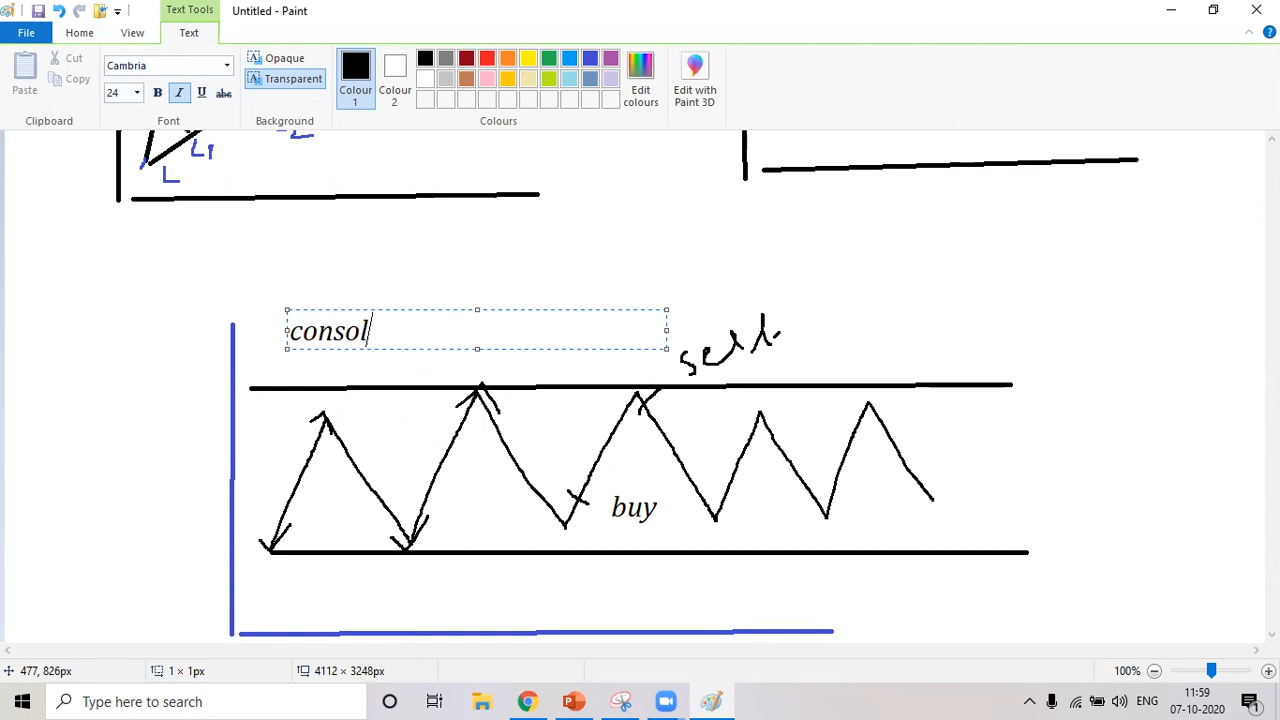 Text Tools
Untitled - Paint
File
Home
View
Text
Paste
Cut
Copy
Clipboard
Cambria
24
B I U abc
Font
Opaque
Transparent
Background
Colour 1
Colour 2
Edit colours
Colours
Edit with Paint 3D
L1
L
consol
sell
buy
477, 826px
1 × 1px
4112 × 3248px
100%
Type here to search
ENG
11:59
07-10-2020
1